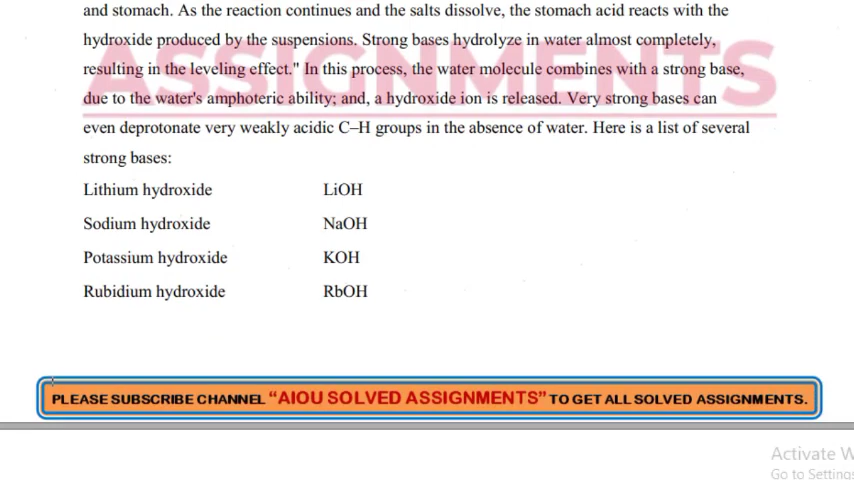 and stomach. As the reaction continues and the salts dissolve, the stomach acid reacts with the
hydroxide produced by the suspensions. Strong bases hydrolyze in water almost completely,
resulting in the leveling effect." In this process, the water molecule combines with a strong base,
due to the water's amphoteric ability; and, a hydroxide ion is released. Very strong bases can
even deprotonate very weakly acidic C–H groups in the absence of water. Here is a list of several
strong bases:
Lithium hydroxide LiOH
Sodium hydroxide NaOH
Potassium hydroxide KOH
Rubidium hydroxide RbOH
ASSIGNMENTS
PLEASE SUBSCRIBE CHANNEL “AIOU SOLVED ASSIGNMENTS” TO GET ALL SOLVED ASSIGNMENTS.
Activate W
Go to Settings